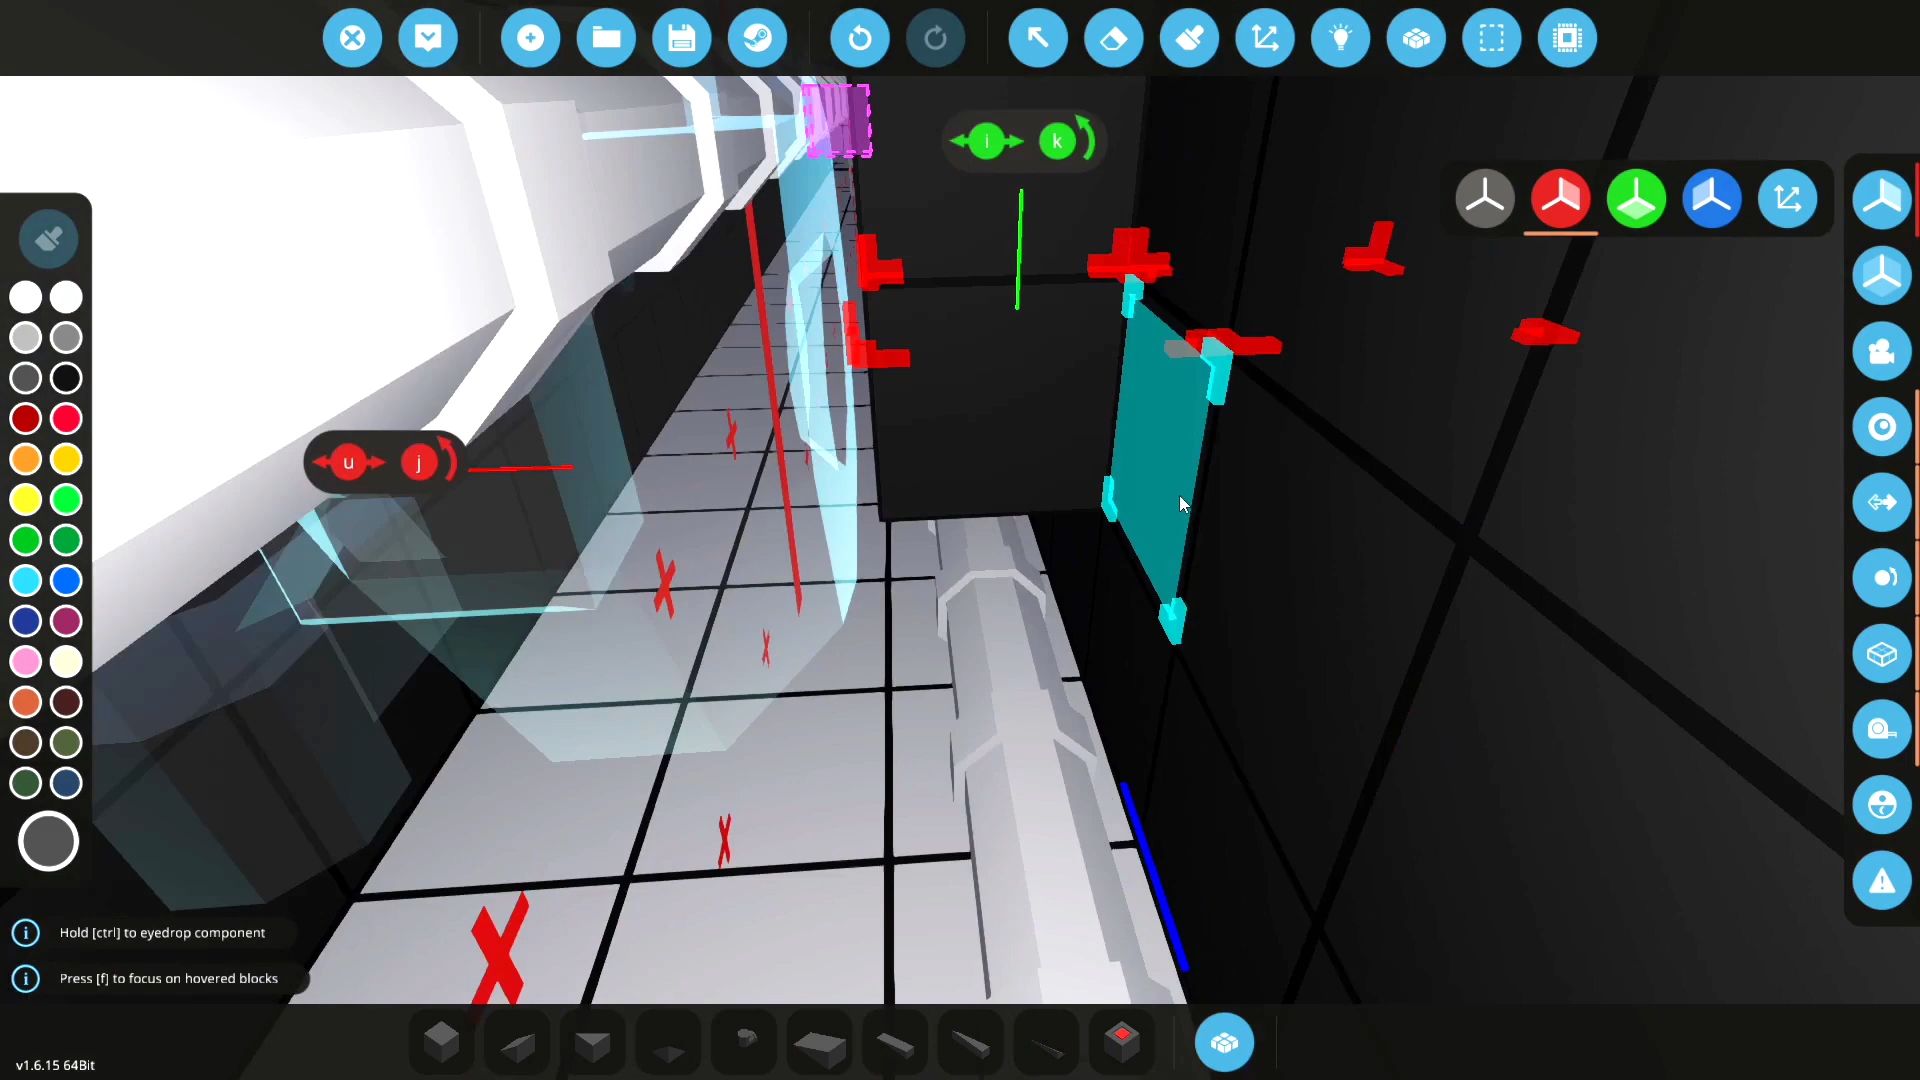 i k
u j
Hold [ctrl] to eyedrop component
Press [f] to focus on hovered blocks
v1.6.15 64Bit